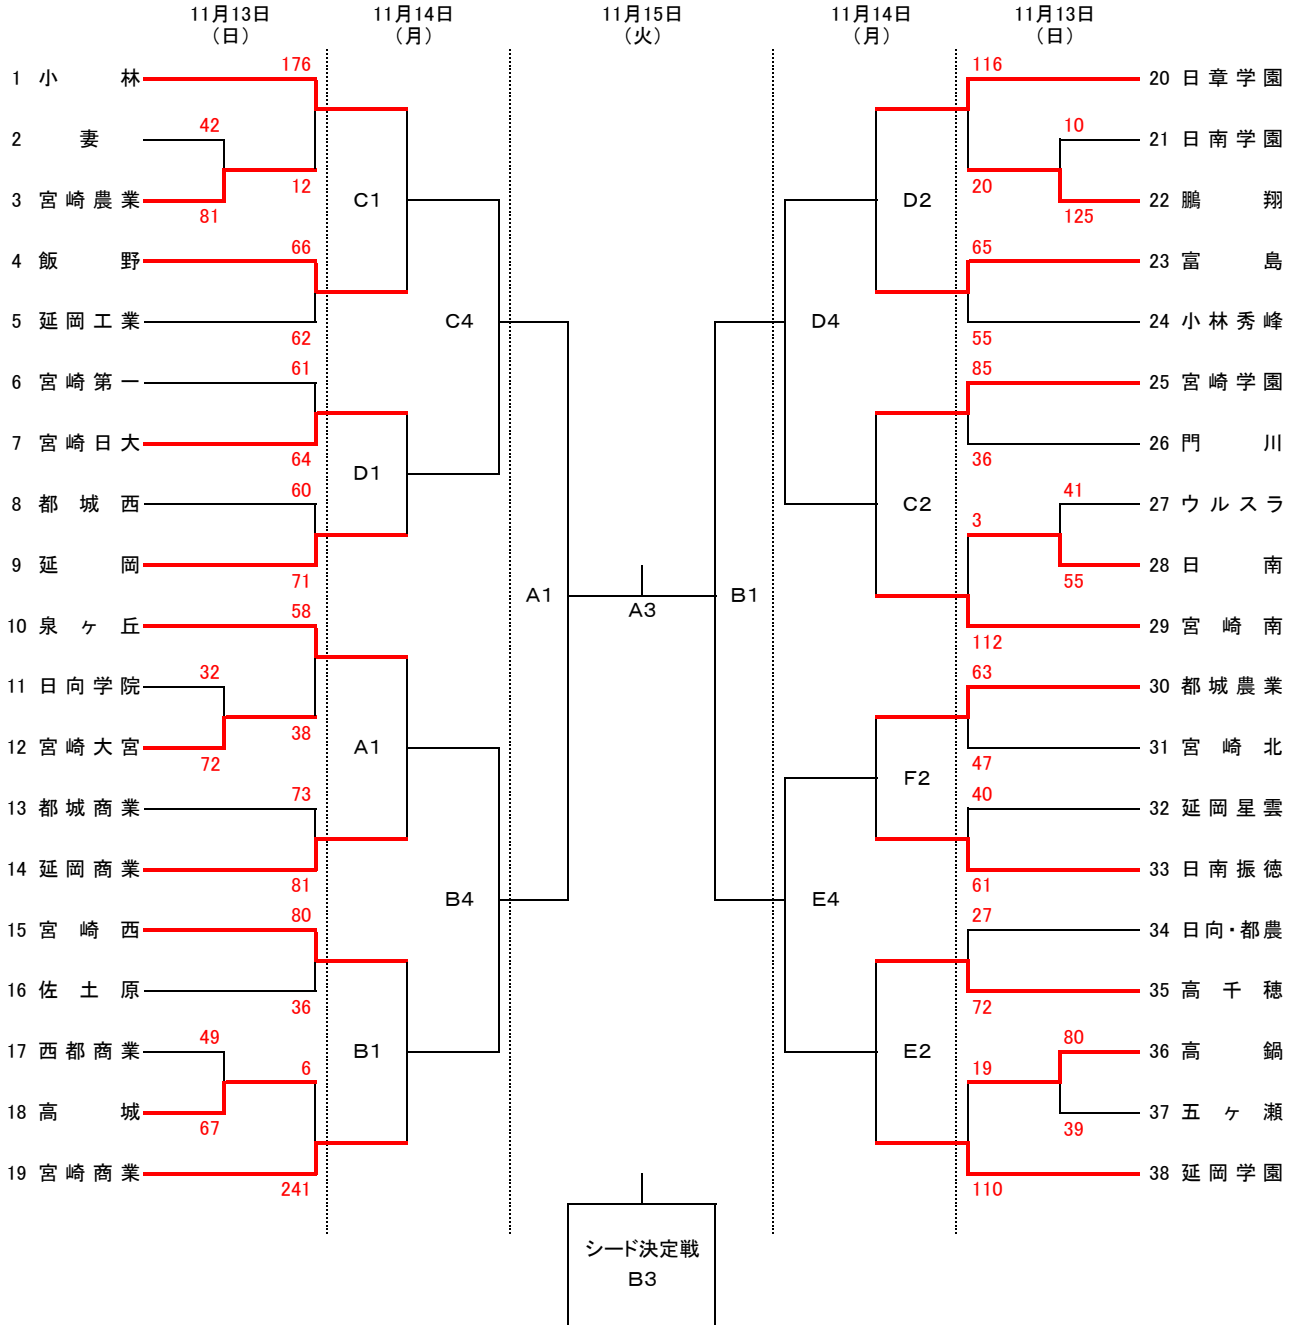 11月13日 11月14日 11月15日 11月14日 11月13日
（日） （月） （火） （月） （日）
176 116
1 小 林 20 日章学園
42 10
2 妻 21 日南学園
12 20
3 宮崎農業 C1 D2 22 鵬 翔
81 125
66 65
4 飯 野 23 富 島
5 延岡工業 C4 D4 24 小林秀峰
62 55
61 85
6 宮崎第一 25 宮崎学園
7 宮崎日大 26 門 川
64 36
D1
60 41
8 都城西 C2 27 ウルスラ
3
9 延 岡 28 日 南
71 55
A1 A3 B1
58
10 泉ヶ丘 29 宮崎南
112
32 63
11 日向学院 30 都城農業
38
12 宮崎大宮 A1 31 宮崎北
72 47
F2
73 40
13 都城商業 32 延岡星雲
14 延岡商業 33 日南振徳
81 61
B4 E4
80 27
15 宮崎西 34 日向・都農
16 佐土原 35 高千穂
36 72
49 80
17 西都商業 B1 E2 36 高 鍋
6 19
18 高 城 37 五ヶ瀬
67 39
19 宮崎商業 38 延岡学園
241 110
シード決定戦
B3